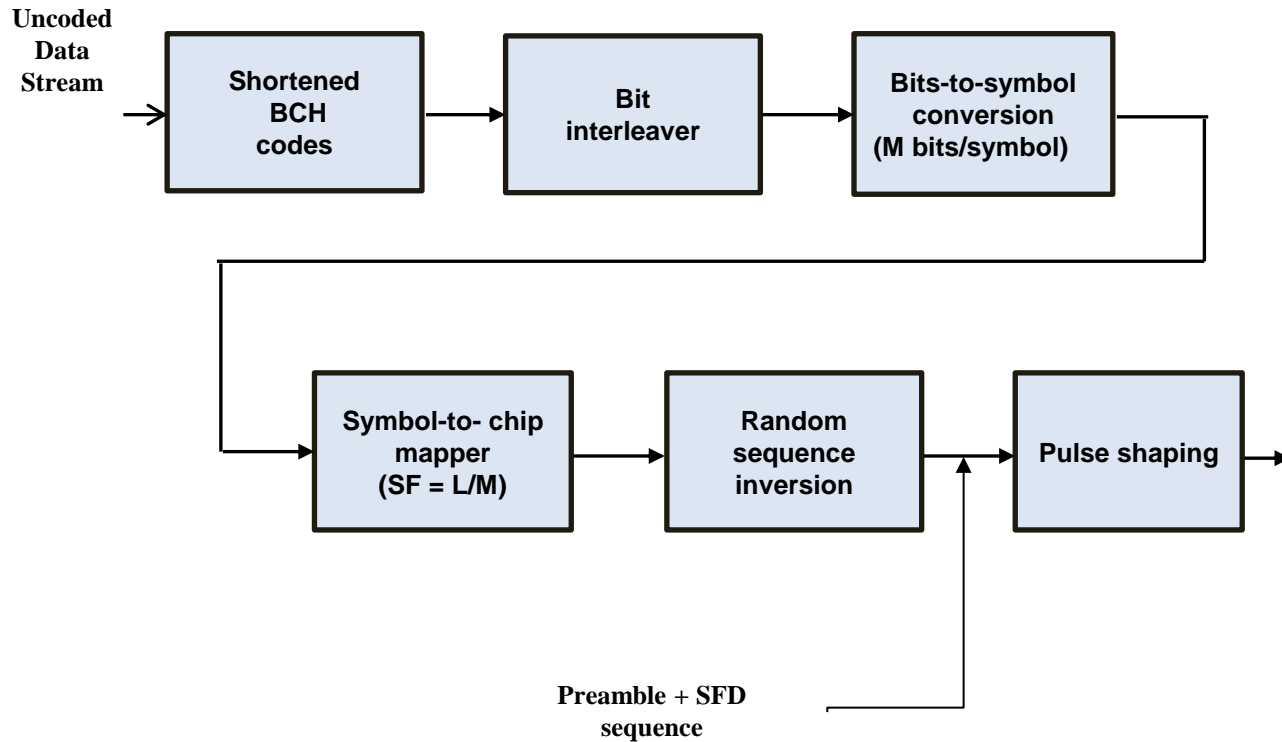 Uncoded
Data
Stream
Shortened
BCH
codes
Bit
interleaver
Bits-to-symbol
conversion
(M bits/symbol)
Symbol-to- chip
mapper
(SF = L/M)
Random
sequence
inversion
Pulse shaping
Preamble + SFD
sequence